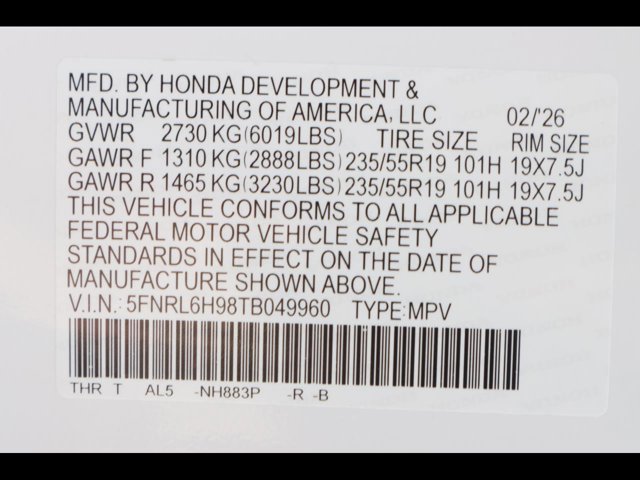 MFD. BY HONDA DEVELOPMENT &
MANUFACTURING OF AMERICA, LLC 02/'26
GVWR 2730 KG(6019LBS) TIRE SIZE RIM SIZE
GAWR F 1310 KG(2888LBS) 235/55R19 101H 19X7.5J
GAWR R 1465 KG(3230LBS) 235/55R19 101H 19X7.5J
THIS VEHICLE CONFORMS TO ALL APPLICABLE
FEDERAL MOTOR VEHICLE SAFETY
STANDARDS IN EFFECT ON THE DATE OF
MANUFACTURE SHOWN ABOVE.
V.I.N.: 5FNRL6H98TB049960 TYPE: MPV
THR T AL5 -NH883P -R -B